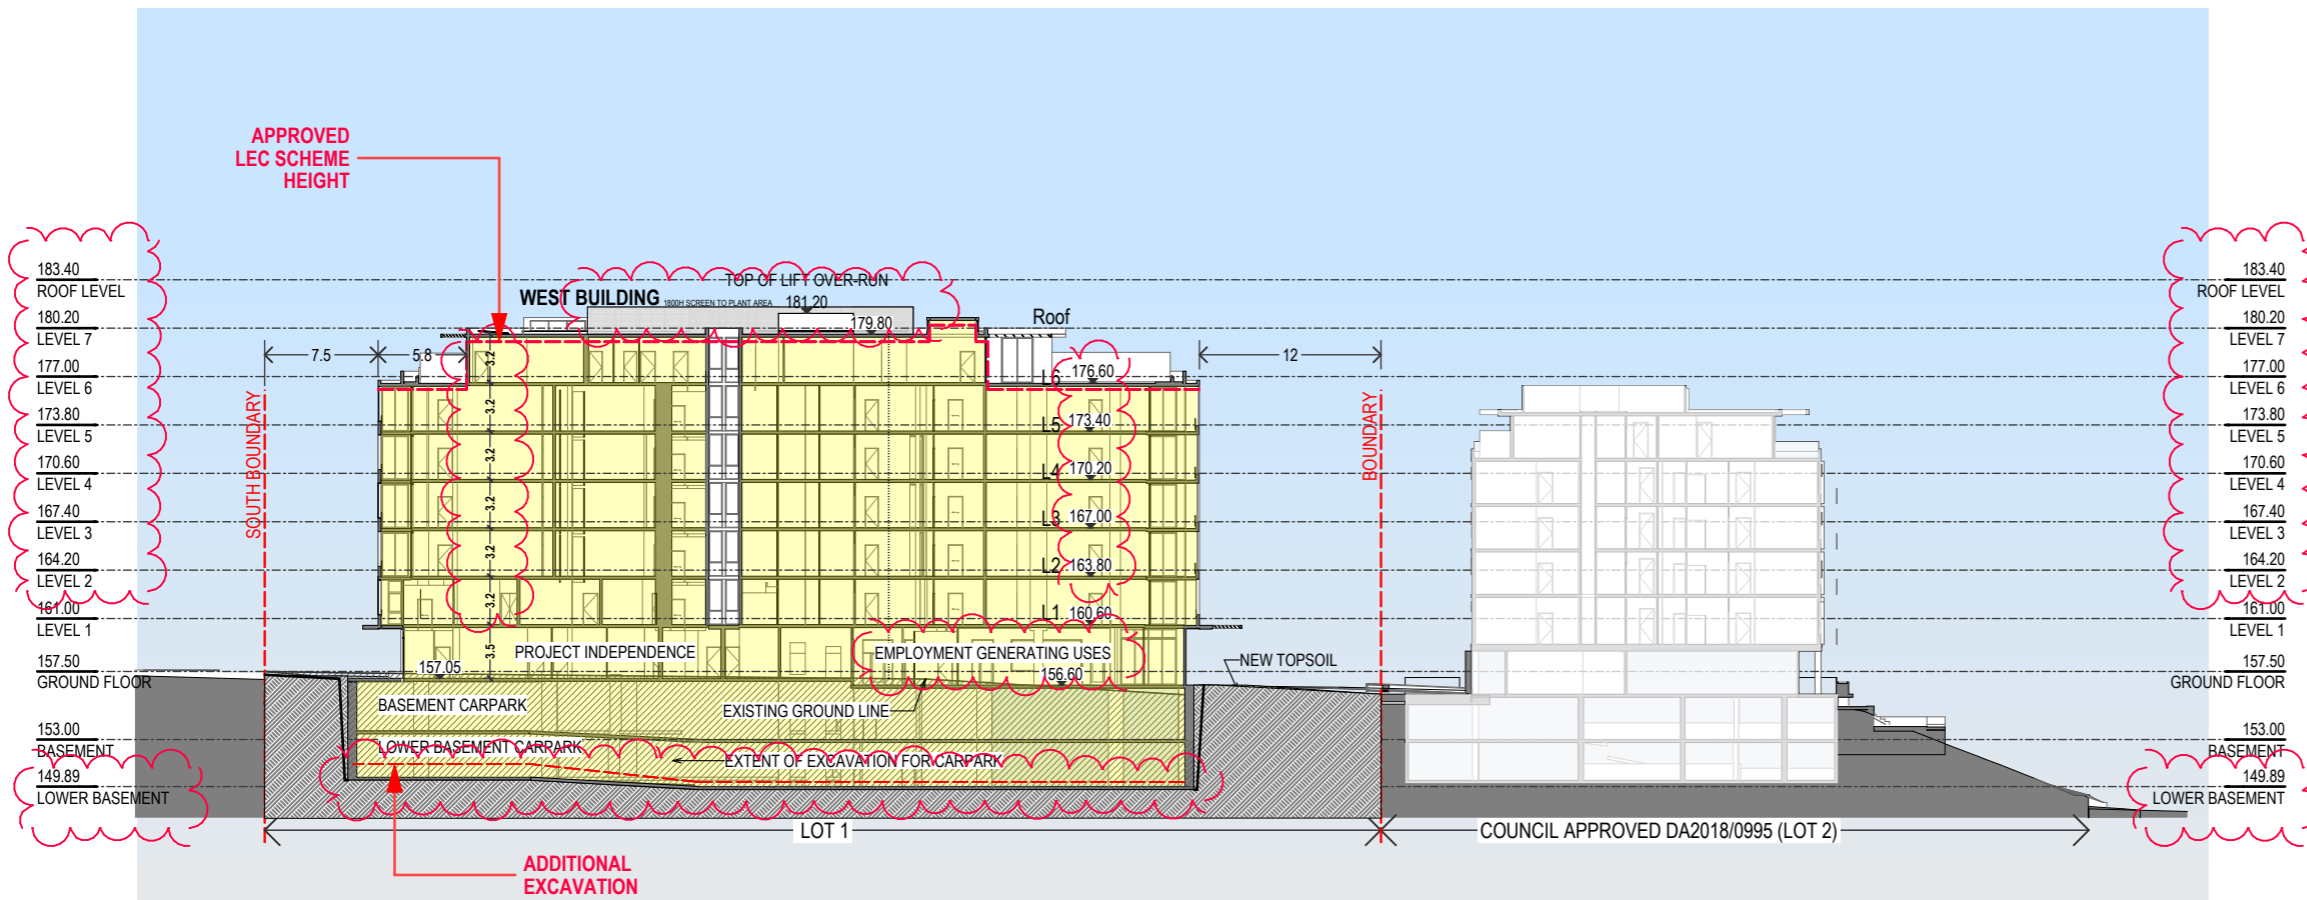 APPROVED
LEC SCHEME
HEIGHT
183.40
ROOF LEVEL
180.20
LEVEL 7
177.00
LEVEL 6
173.80
LEVEL 5
170.60
LEVEL 4
167.40
LEVEL 3
164.20
LEVEL 2
161.00
LEVEL 1
157.50
GROUND FLOOR
153.00
BASEMENT
149.89
LOWER BASEMENT
SOUTH BOUNDARY
7.5
5.8
WEST BUILDING
1800H SCREEN TO PLANT AREA
TOP OF LIFT OVER-RUN
181.20
179.80
Roof
12
3.2
3.2
3.2
3.2
3.2
3.2
3.5
L6 176.60
L5 173.40
L4 170.20
L3 167.00
L2 163.80
L1 160.60
PROJECT INDEPENDENCE
EMPLOYMENT GENERATING USES
157.05
156.60
NEW TOPSOIL
BASEMENT CARPARK
EXISTING GROUND LINE
LOWER BASEMENT CARPARK
EXTENT OF EXCAVATION FOR CARPARK
BOUNDARY
LOT 1
COUNCIL APPROVED DA2018/0995 (LOT 2)
ADDITIONAL
EXCAVATION
183.40
ROOF LEVEL
180.20
LEVEL 7
177.00
LEVEL 6
173.80
LEVEL 5
170.60
LEVEL 4
167.40
LEVEL 3
164.20
LEVEL 2
161.00
LEVEL 1
157.50
GROUND FLOOR
153.00
BASEMENT
149.89
LOWER BASEMENT